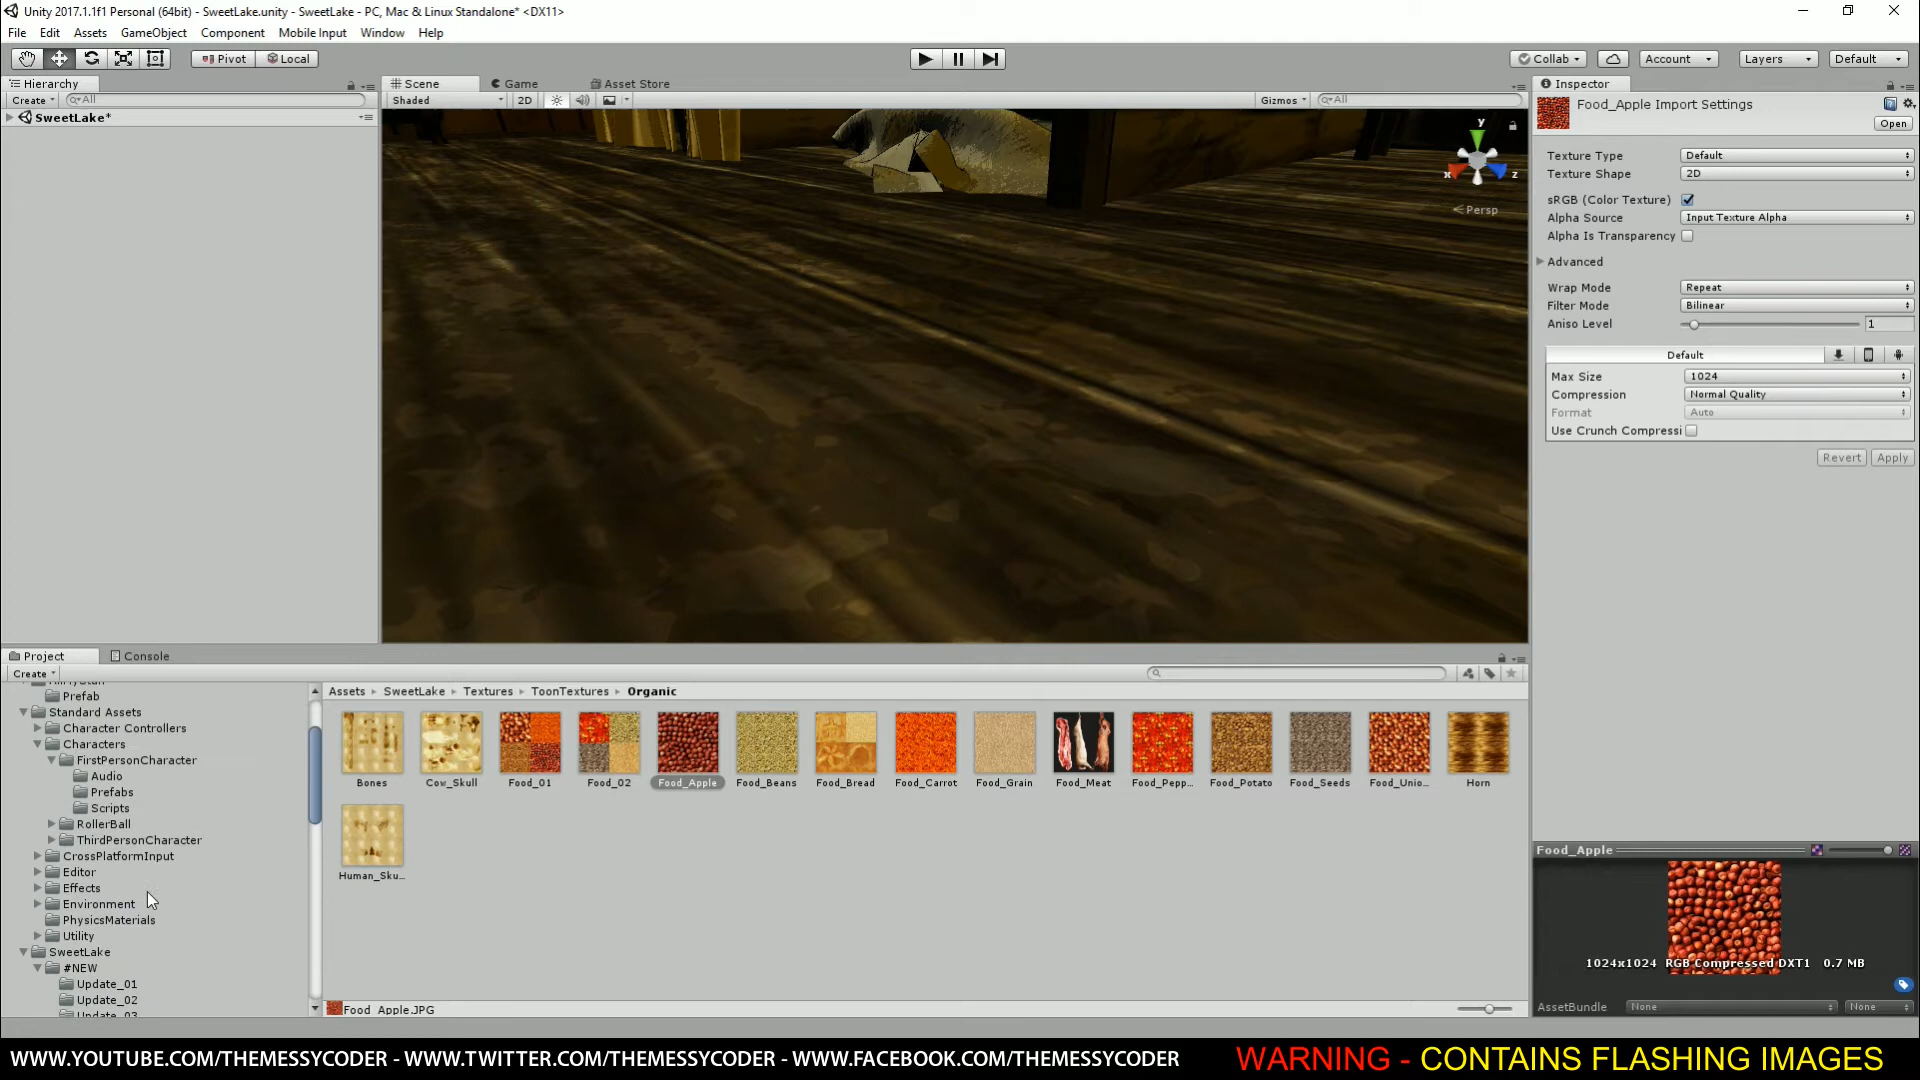 Unity 2017.1.1f1 Personal (64bit) - SweetLake.unity - SweetLake - PC, Mac & Linux Standalone* <DX11>
File Edit Assets GameObject Component Mobile Input Window Help
Pivot Local Collab Account Layers Default
Hierarchy
Create All
SweetLake*
Scene Game Asset Store
Shaded 2D Gizmos All
y
x z
Persp
Inspector
Food_Apple Import Settings
Open
Texture Type Default
Texture Shape 2D
sRGB (Color Texture)
Alpha Source Input Texture Alpha
Alpha Is Transparency
Advanced
Wrap Mode Repeat
Filter Mode Bilinear
Aniso Level 1
Default
Max Size 1024
Compression Normal Quality
Format Auto
Use Crunch Compressi
Revert Apply
Project Console
Create
Prefab
Standard Assets
Character Controllers
Characters
FirstPersonCharacter
Audio
Prefabs
Scripts
RollerBall
ThirdPersonCharacter
CrossPlatformInput
Editor
Effects
Environment
PhysicsMaterials
Utility
SweetLake
#NEW
Update_01
Update_02
Update_03
Assets SweetLake Textures ToonTextures Organic
Bones Cow_Skull Food_01 Food_02 Food_Apple Food_Beans Food_Bread Food_Carrot Food_Grain Food_Meat Food_Pepp... Food_Potato Food_Seeds Food_Unio... Horn
Human_Sku...
Food_Apple.JPG
Food_Apple
1024x1024 RGB Compressed DXT1 0.7 MB
AssetBundle None None
WWW.YOUTUBE.COM/THEMESSYCODER - WWW.TWITTER.COM/THEMESSYCODER - WWW.FACEBOOK.COM/THEMESSYCODER
WARNING - CONTAINS FLASHING IMAGES